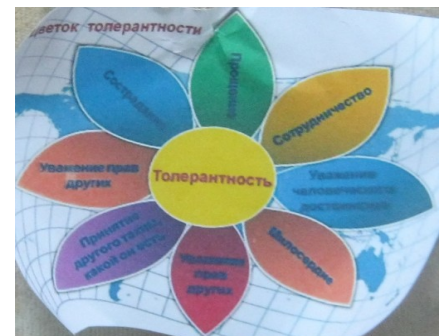 Цветок толерантности
Прощение
Сотрудничество
Уважение
человеческого
достоинства
Милосердие
Уважение
прав
других
Принятие
другого таким,
какой он есть
Уважение прав
других
Сострадание
Толерантность